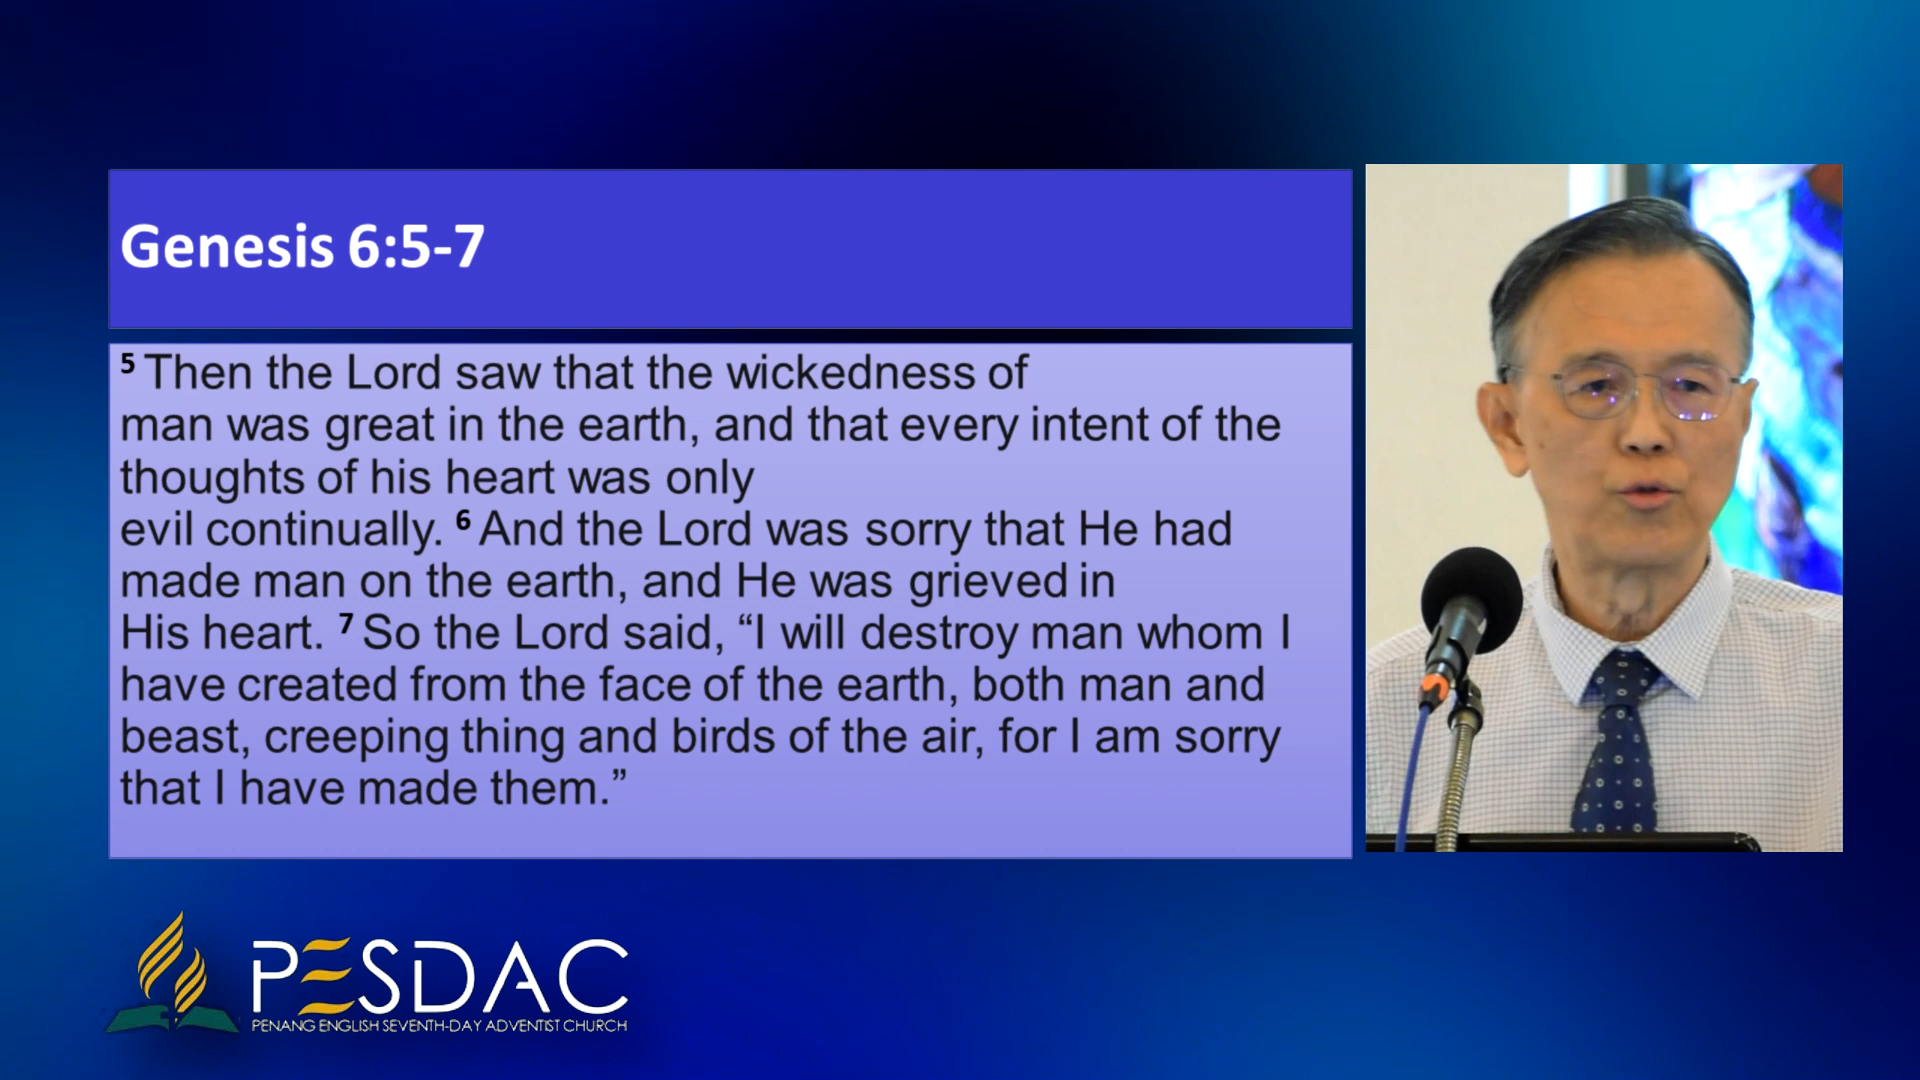 Genesis 6:5-7
5 Then the Lord saw that the wickedness of
man was great in the earth, and that every intent of the
thoughts of his heart was only
evil continually. 6 And the Lord was sorry that He had
made man on the earth, and He was grieved in
His heart. 7 So the Lord said, “I will destroy man whom I
have created from the face of the earth, both man and
beast, creeping thing and birds of the air, for I am sorry
that I have made them.”
PESDAC
PENANG ENGLISH SEVENTH-DAY ADVENTIST CHURCH